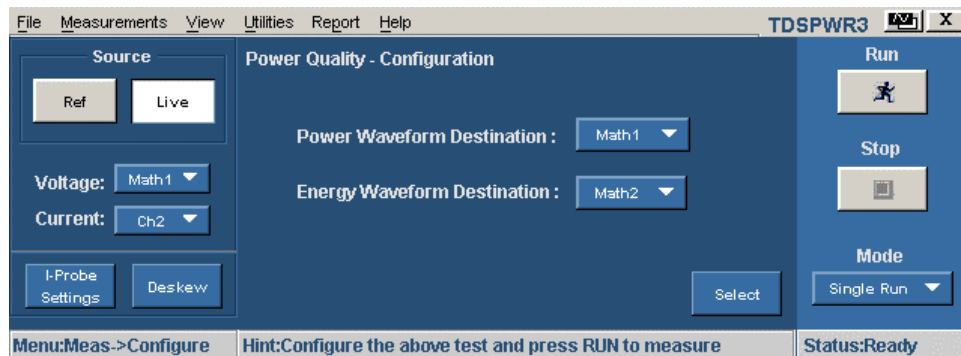 File Measurements View Utilities Report Help TDSPWR3 X
Source
Ref Live
Voltage: Math1
Current: Ch2
I-Probe
Settings
Deskew
Power Quality - Configuration
Power Waveform Destination : Math1
Energy Waveform Destination : Math2
Select
Run
Stop
Mode
Single Run
Menu:Meas->Configure Hint:Configure the above test and press RUN to measure Status:Ready